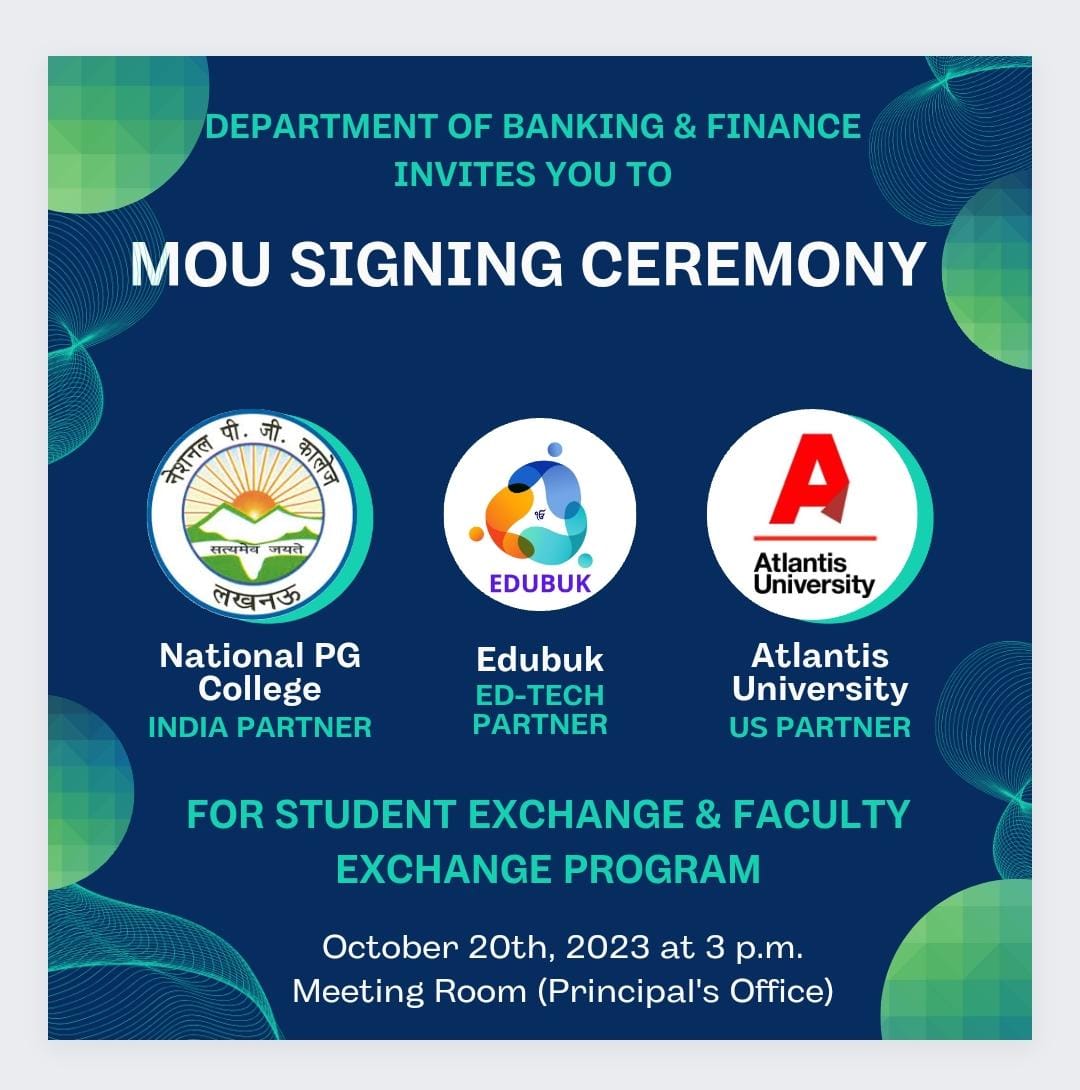 DEPARTMENT OF BANKING & FINANCE
INVITES YOU TO
MOU SIGNING CEREMONY
नेशनल पी. जी. कालेज
सत्यमेव जयते
लखनऊ
ੴ
EDUBUK
A
Atlantis
University
National PG
College
INDIA PARTNER
Edubuk
ED-TECH
PARTNER
Atlantis
University
US PARTNER
FOR STUDENT EXCHANGE & FACULTY
EXCHANGE PROGRAM
October 20th, 2023 at 3 p.m.
Meeting Room (Principal's Office)